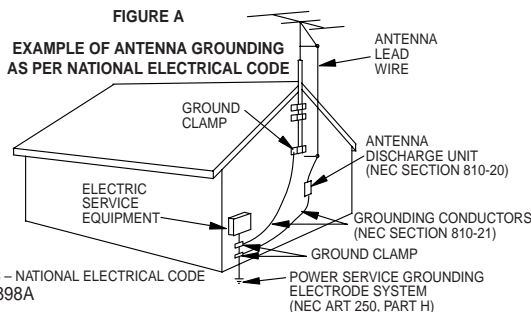 FIGURE A
EXAMPLE OF ANTENNA GROUNDING
AS PER NATIONAL ELECTRICAL CODE
ANTENNA
LEAD
WIRE
GROUND
CLAMP
ANTENNA
DISCHARGE UNIT
(NEC SECTION 810-20)
ELECTRIC
SERVICE
EQUIPMENT
GROUNDING CONDUCTORS
(NEC SECTION 810-21)
GROUND CLAMP
POWER SERVICE GROUNDING
ELECTRODE SYSTEM
(NEC ART 250, PART H)
– NATIONAL ELECTRICAL CODE
898A